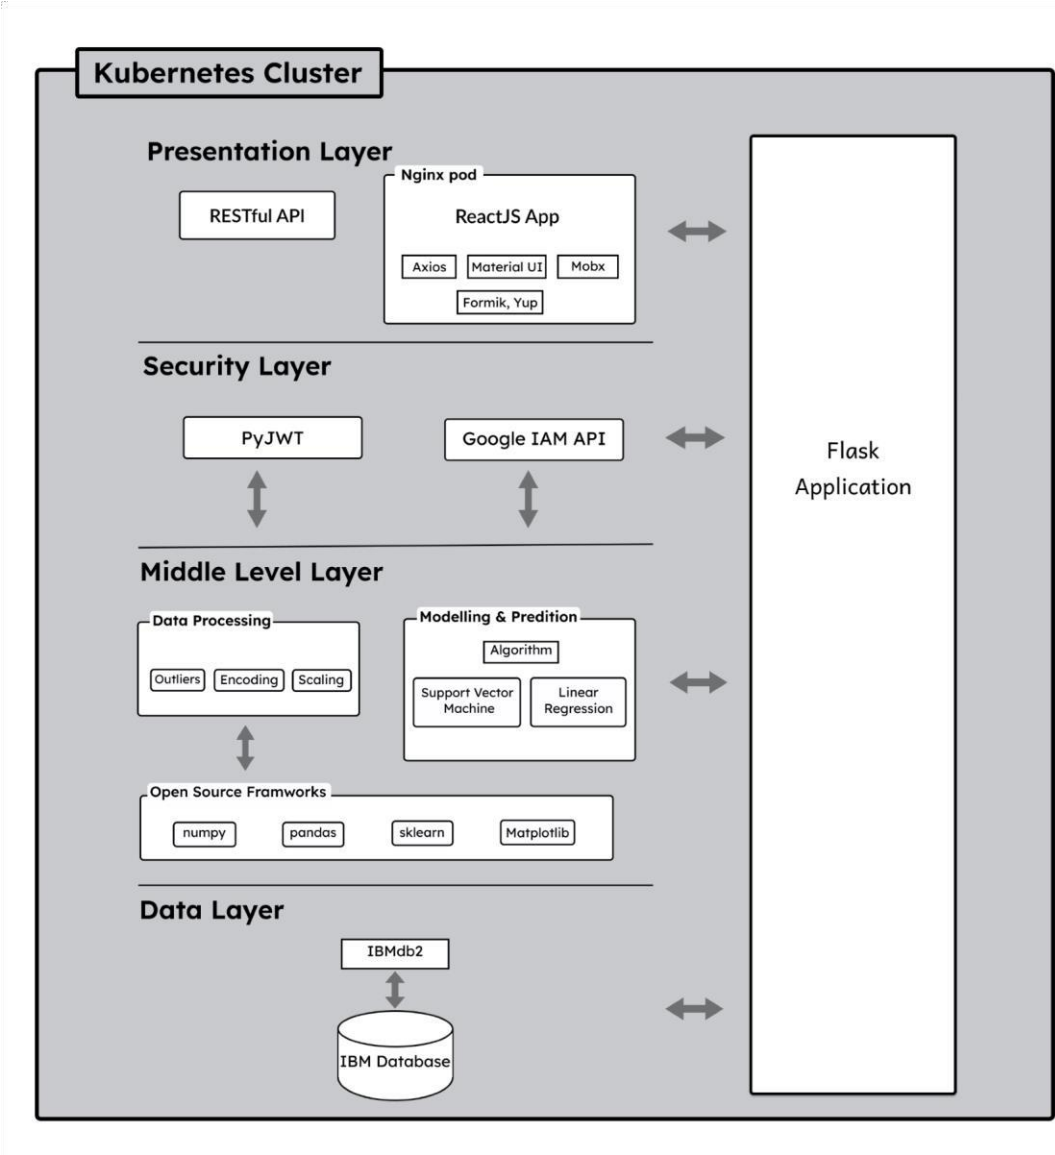 Kubernetes Cluster
Presentation Layer
RESTful API
Nginx pod
ReactJS App
Axios
Material UI
Mobx
Formik, Yup
Security Layer
PyJWT
Google IAM API
Flask
Application
Middle Level Layer
Data Processing
Outliers
Encoding
Scaling
Modelling & Predition
Algorithm
Support Vector
Machine
Linear
Regression
Open Source Framworks
numpy
pandas
sklearn
Matplotlib
Data Layer
IBMdb2
IBM Database